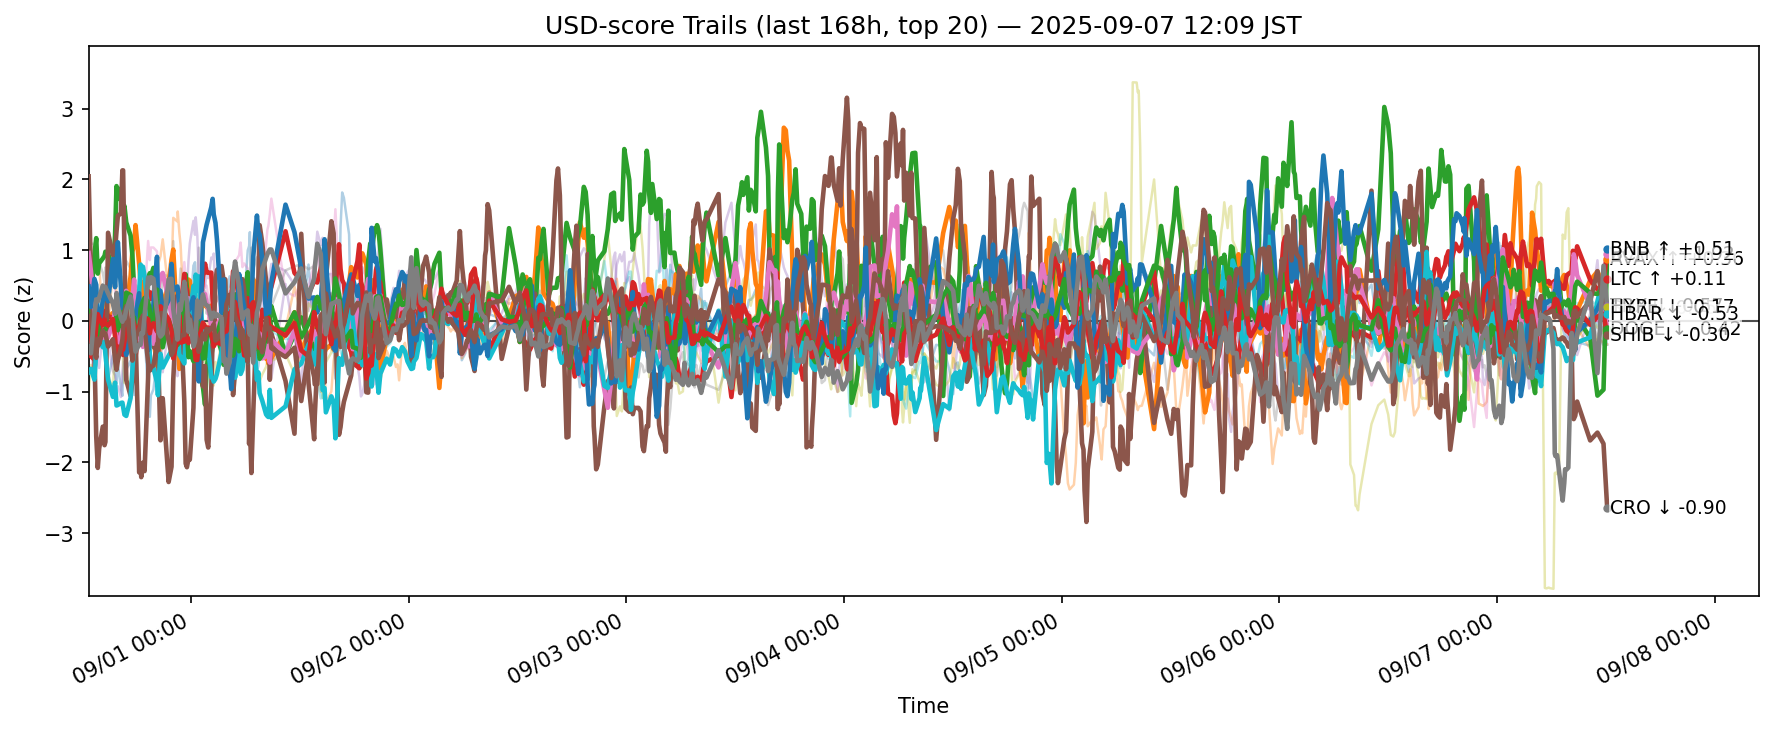 USD-score Trails (last 168h, top 20) — 2025-09-07 12:09 JST
Score (z)
3
2
1
0
−1
−2
−3
BNB ↑ +0.51
LTC ↑ +0.11
HBAR ↓ -0.53
SHIB ↓ -0.30
CRO ↓ -0.90
09/01 00:00
09/02 00:00
09/03 00:00
09/04 00:00
09/05 00:00
09/06 00:00
09/07 00:00
09/08 00:00
Time